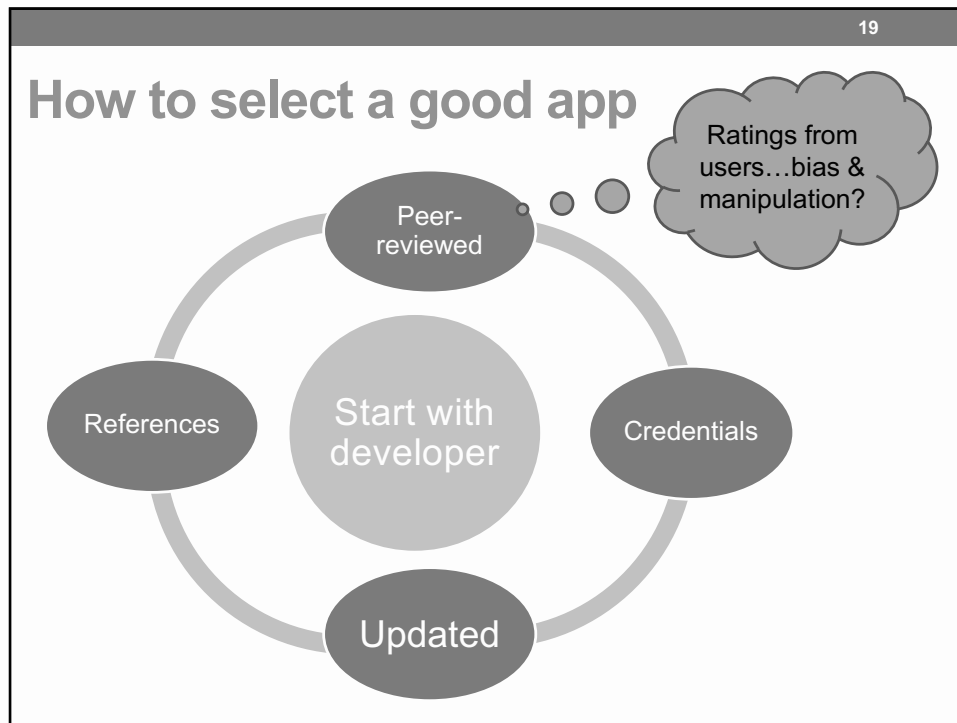 19
How to select a good app
Ratings from
users…bias &
manipulation?
Peer-
reviewed
References
Start with
developer
Credentials
Updated